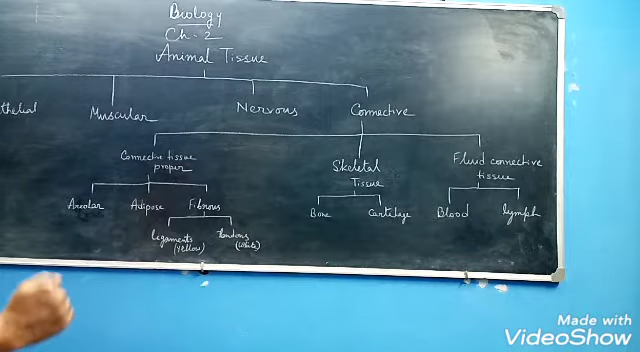 Biology
Ch. 2
Animal Tissue
thelial
Muscular
Nervous
Connective
Connective tissue
proper
Skeletal
Tissue
Fluid connective
tissue
Areolar
Adipose
Fibrous
Bone
Cartilage
Blood
lymph
ligaments
(yellow)
tendons
(white)
Made with
VideoShow